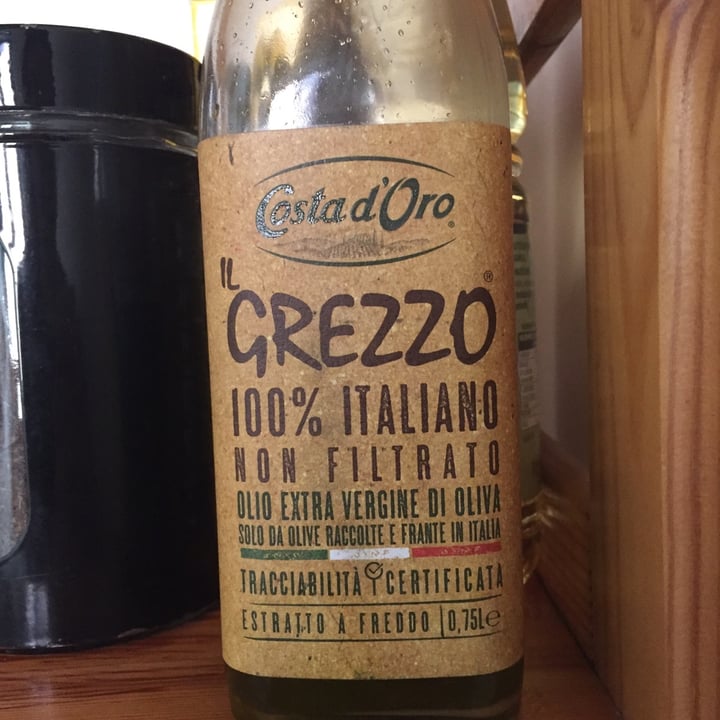 Costa d'Oro®
IL
GREZZO®
100% ITALIANO
NON FILTRATO
OLIO EXTRA VERGINE DI OLIVA
SOLO DA OLIVE RACCOLTE E FRANTE IN ITALIA
TRACCIABILITÀ CERTIFICATA
ESTRATTO A FREDDO 0,75L℮